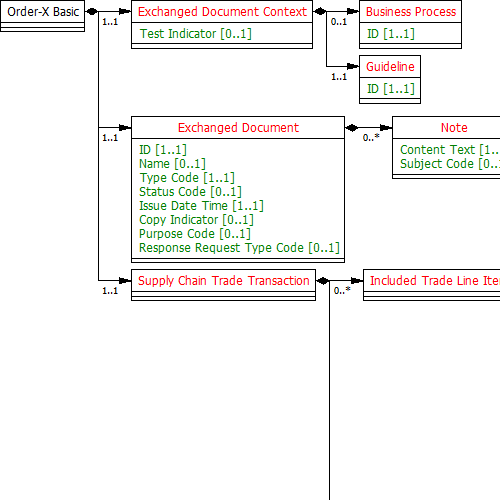 Order-X Basic
1..1
Exchanged Document Context
Test Indicator [0..1]
0..1
Business Process
ID [1..1]
1..1
Guideline
ID [1..1]
1..1
Exchanged Document
ID [1..1]
Name [0..1]
Type Code [1..1]
Status Code [0..1]
Issue Date Time [1..1]
Copy Indicator [0..1]
Purpose Code [0..1]
Response Request Type Code [0..1]
0..*
Note
Content Text [1..
Subject Code [0..
1..1
Supply Chain Trade Transaction
0..*
Included Trade Line Ite